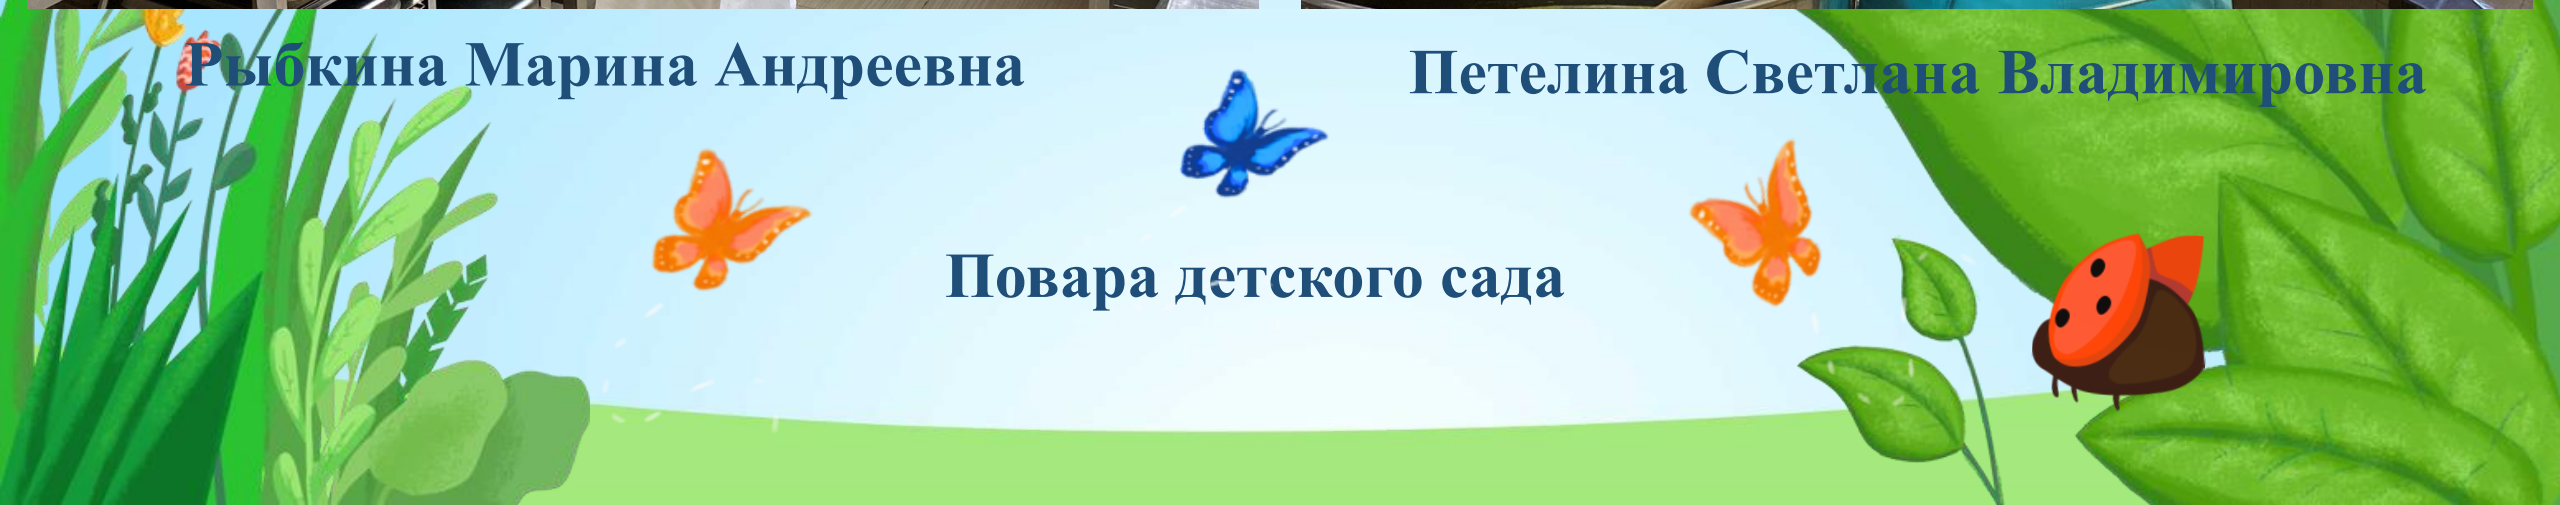 Рыбкина Марина Андреевна
Петелина Светлана Владимировна
Повара детского сада